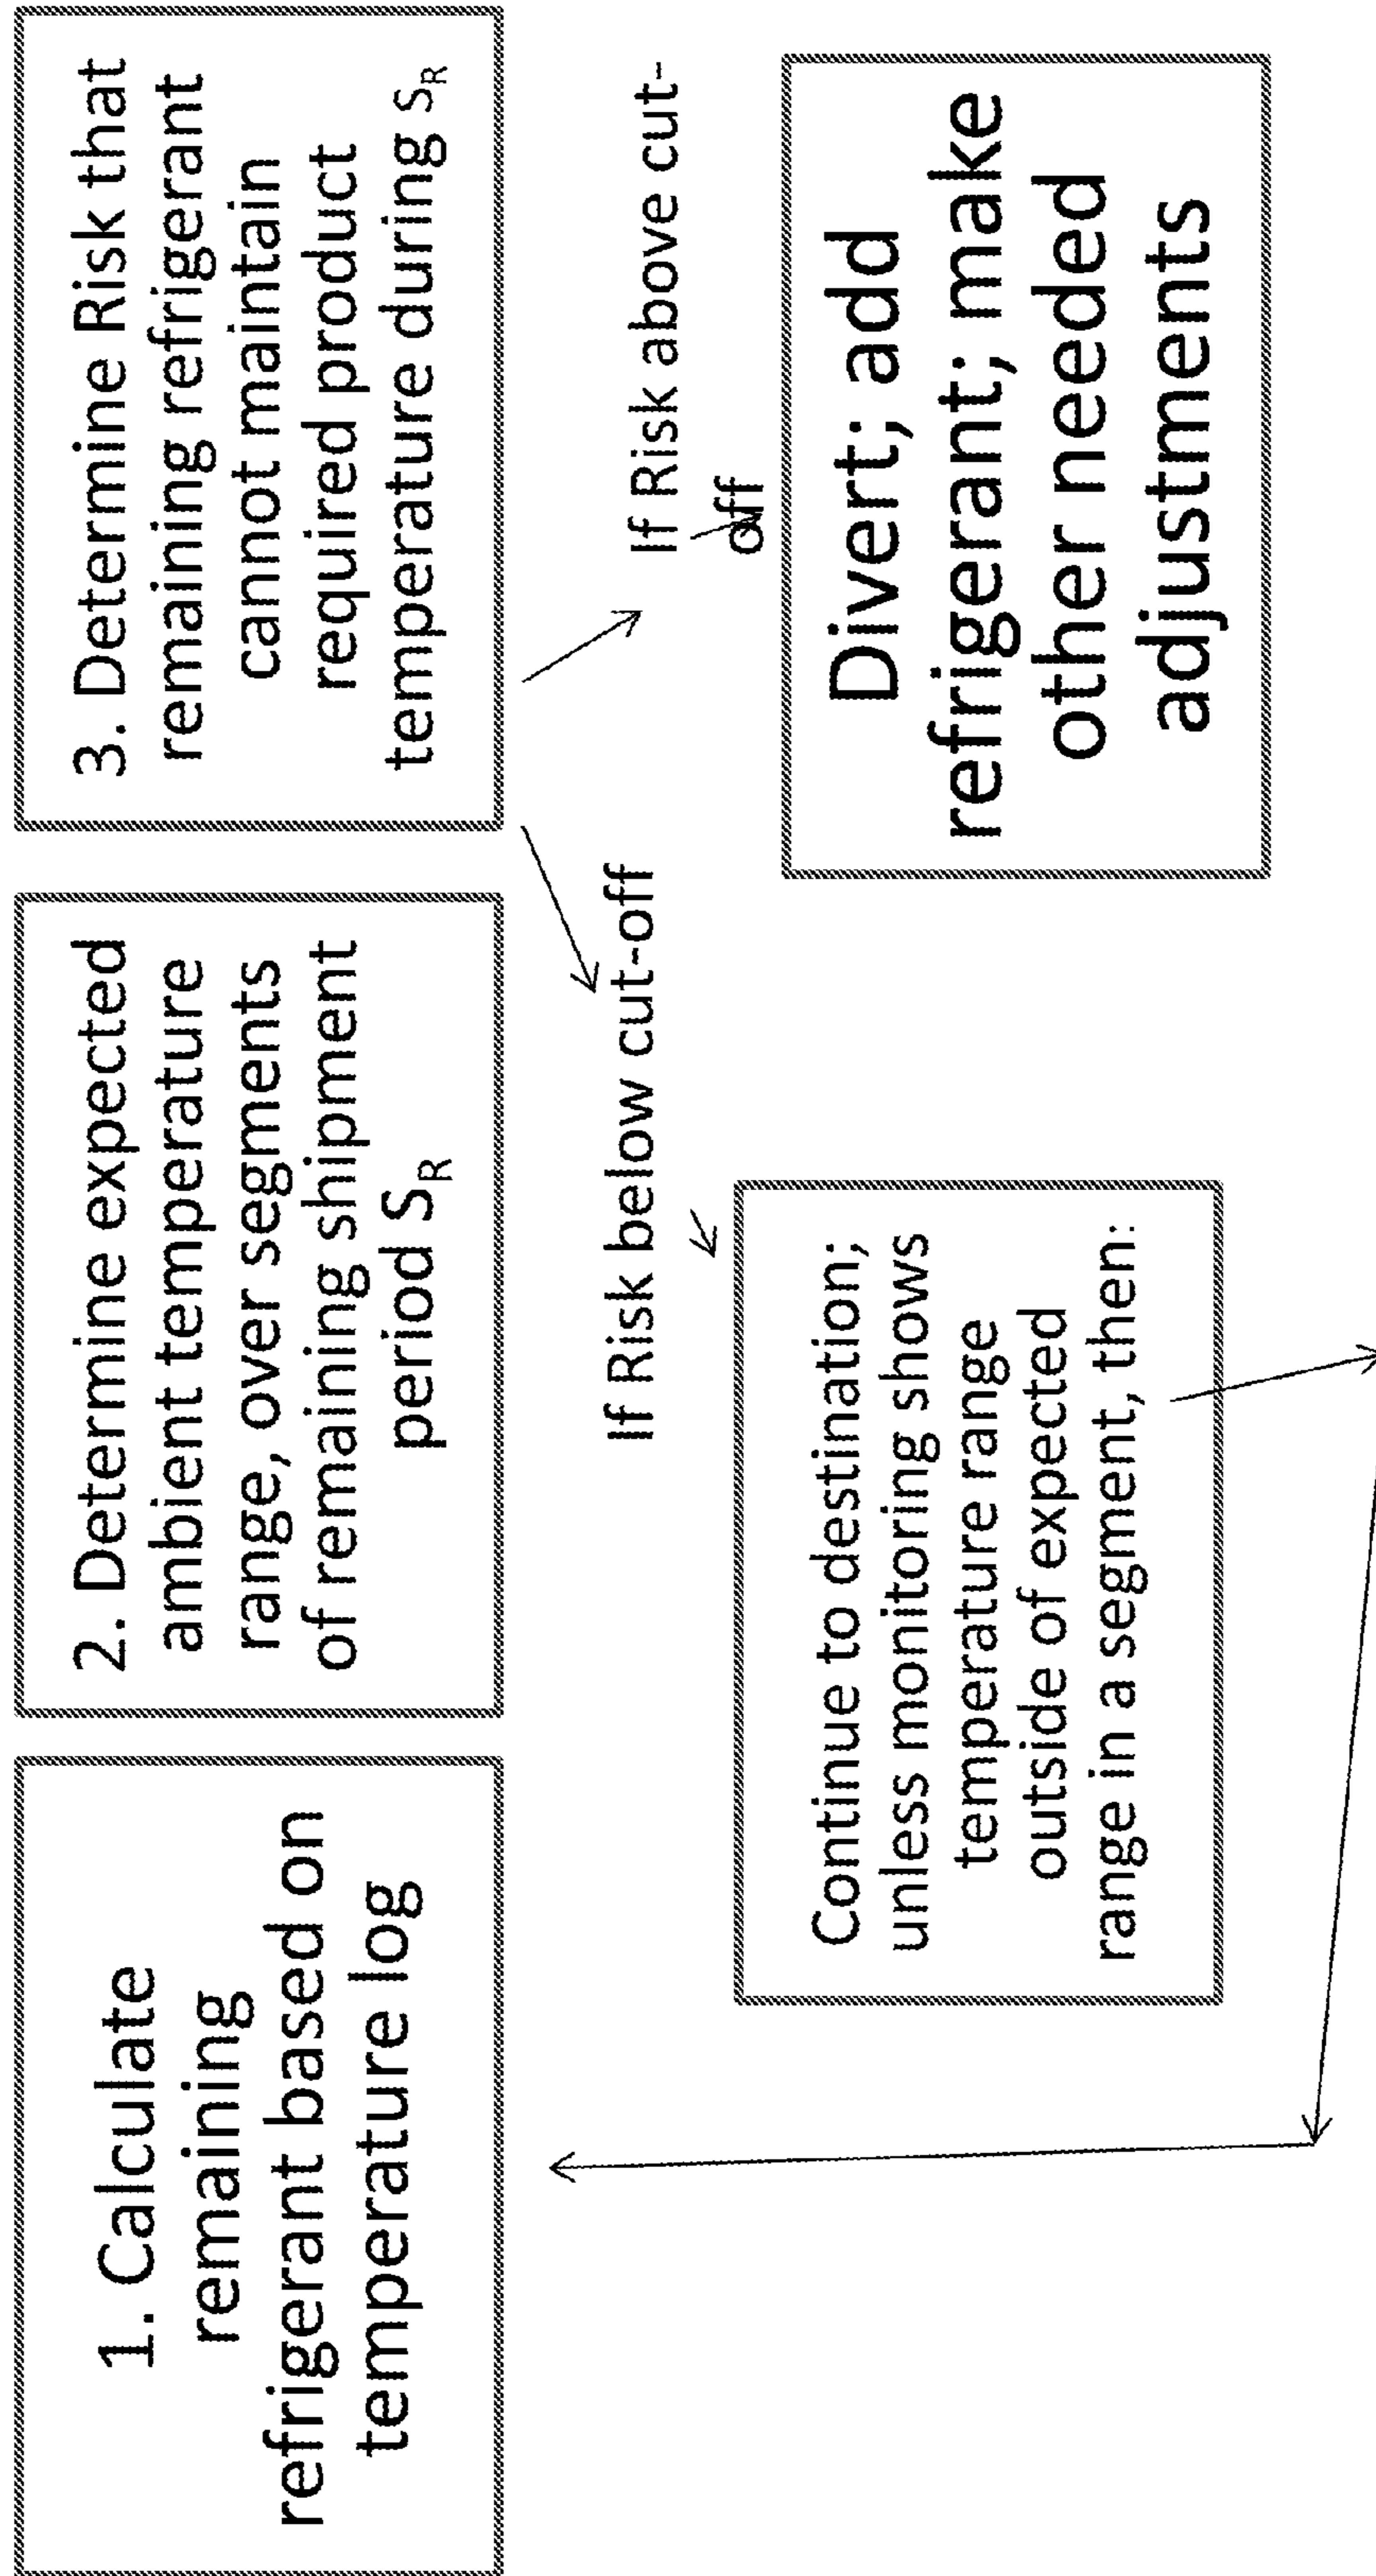 1. Calculate
remaining
refrigerant based on
temperature log
2. Determine expected
ambient temperature
range, over segments
of remaining shipment
period S_R
3. Determine Risk that
remaining refrigerant
cannot maintain
required product
temperature during S_R
If Risk below cut-off
If Risk above cut-
off
Continue to destination;
unless monitoring shows
temperature range
outside of expected
range in a segment, then:
Divert; add
refrigerant; make
other needed
adjustments